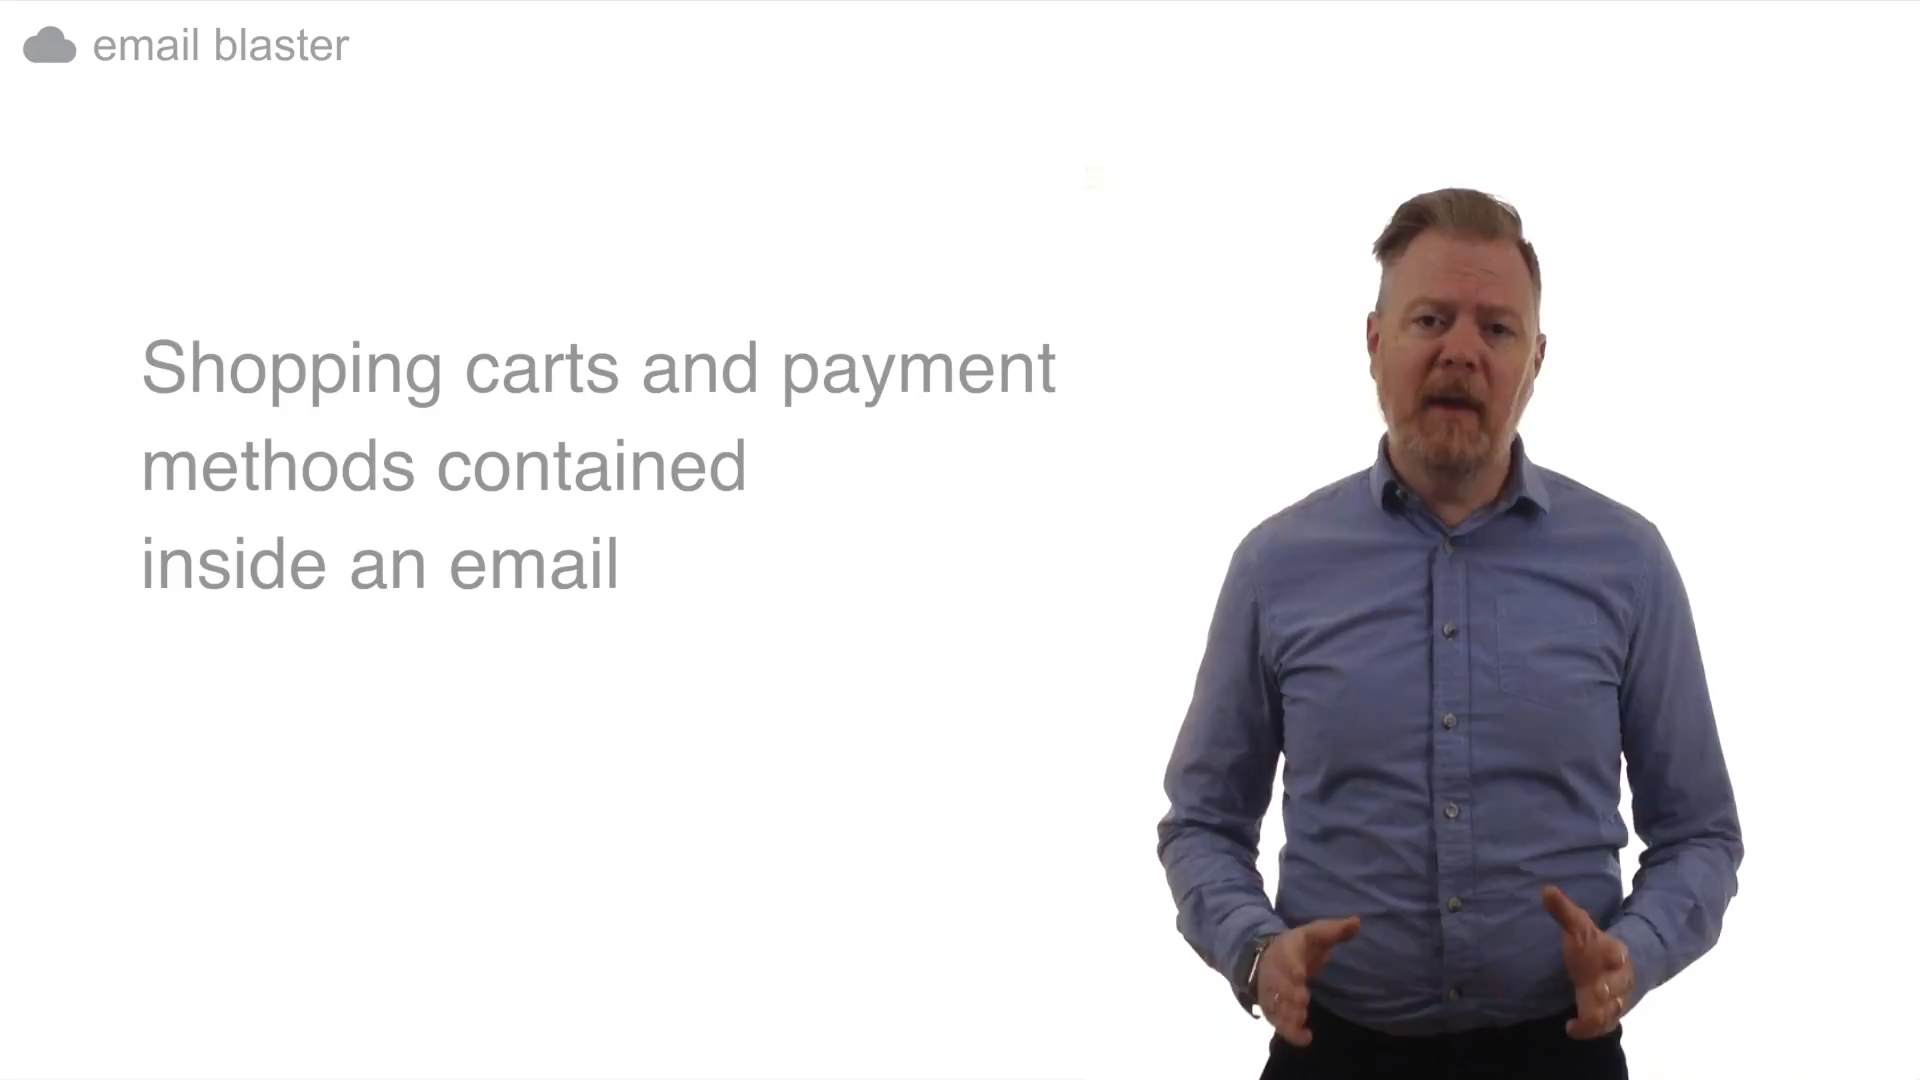 email blaster
Shopping carts and payment
methods contained
inside an email